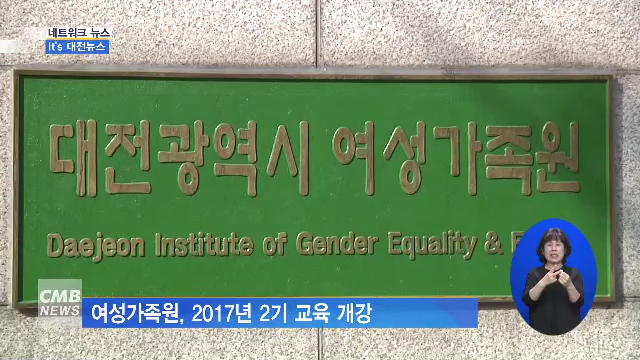 네트워크 뉴스
It's 대전뉴스
대전광역시 여성가족원
Daejeon Institute of Gender Equality &
CMB
NEWS
여성가족원, 2017년 2기 교육 개강